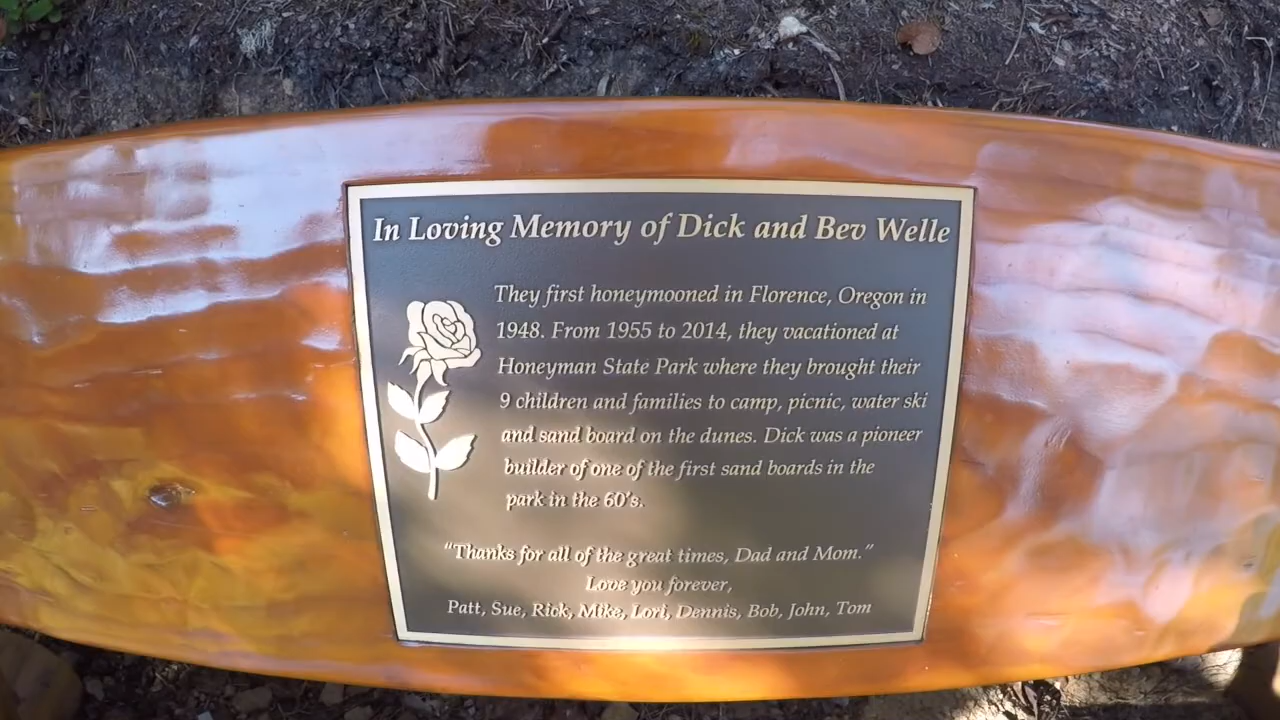 In Loving Memory of Dick and Bev Welle
They first honeymooned in Florence, Oregon in
1948. From 1955 to 2014, they vacationed at
Honeyman State Park where they brought their
9 children and families to camp, picnic, water ski
and sand board on the dunes. Dick was a pioneer
builder of one of the first sand boards in the
park in the 60's.
"Thanks for all of the great times, Dad and Mom."
Love you forever,
Patt, Sue, Rick, Mike, Lori, Dennis, Bob, John, Tom